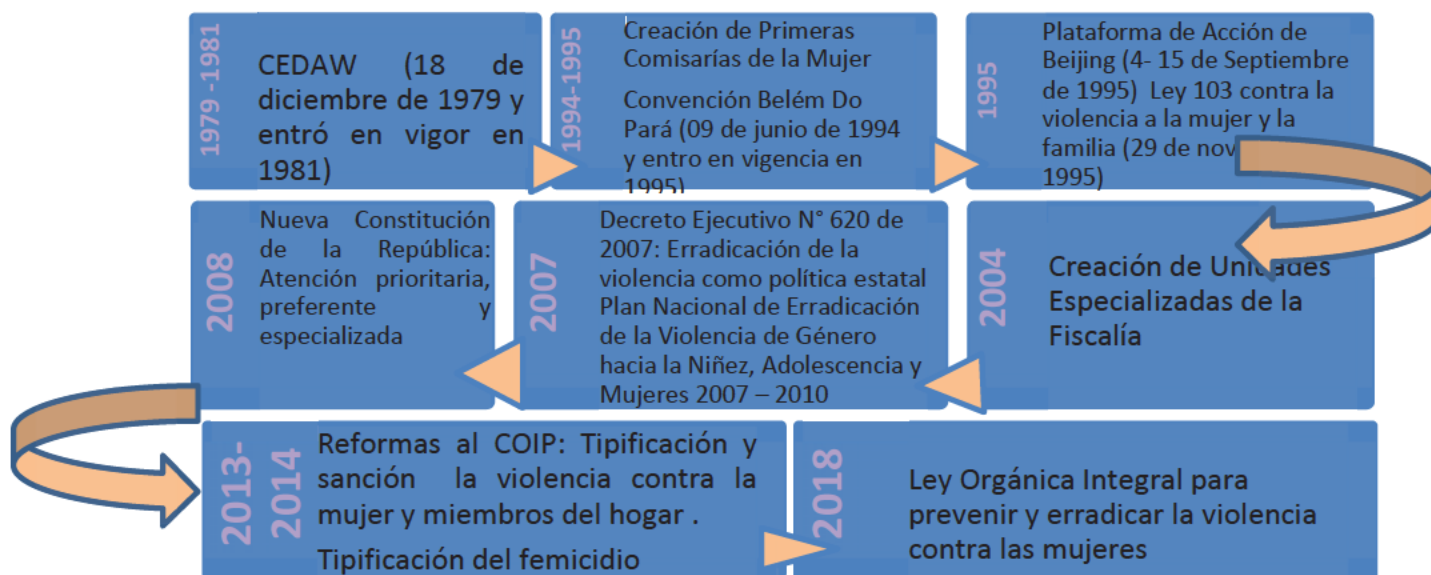 1979 -1981
CEDAW (18 de
diciembre de 1979 y
entró en vigor en
1981)
1994-1995
Creación de Primeras
Comisarías de la Mujer
Convención Belém Do
Pará (09 de junio de 1994
y entro en vigencia en
1995)
1995
Plataforma de Acción de
Beijing (4- 15 de Septiembre
de 1995) Ley 103 contra la
violencia a la mujer y la
familia (29 de nov
1995)
2004
Creación de Unidades
Especializadas de la
Fiscalía
2007
Decreto Ejecutivo N° 620 de
2007: Erradicación de la
violencia como política estatal
Plan Nacional de Erradicación
de la Violencia de Género
hacia la Niñez, Adolescencia y
Mujeres 2007 – 2010
2008
Nueva Constitución
de la República:
Atención prioritaria,
preferente y
especializada
2013-
2014
Reformas al COIP: Tipificación y
sanción la violencia contra la
mujer y miembros del hogar .
Tipificación del femicidio
2018
Ley Orgánica Integral para
prevenir y erradicar la violencia
contra las mujeres